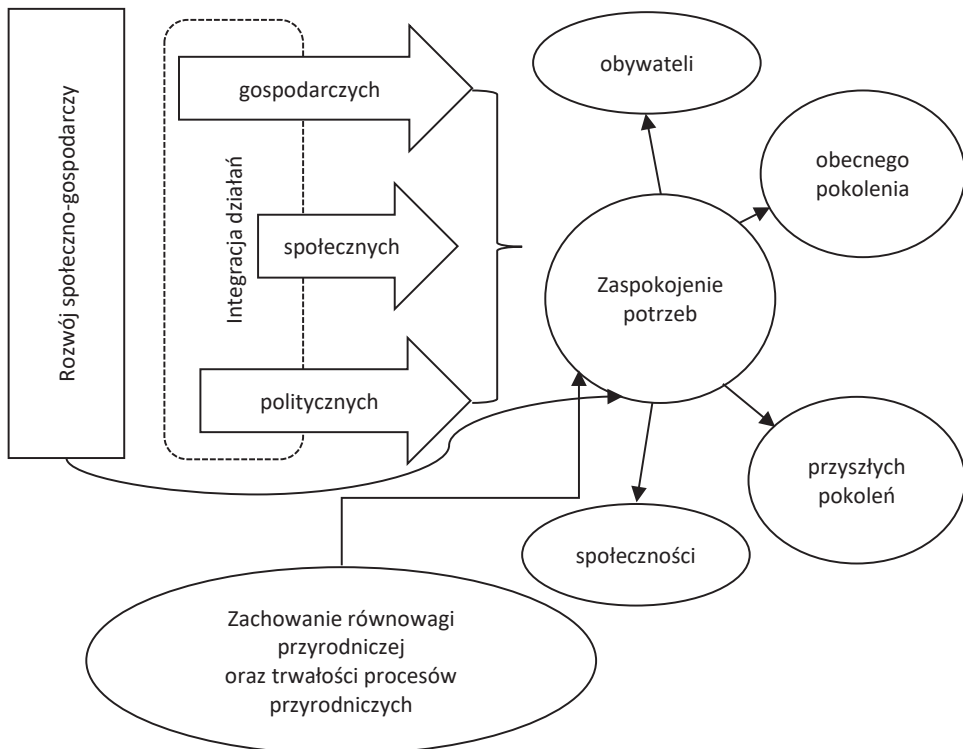 Rozwój społeczno-gospodarczy
Integracja działań
gospodarczych
społecznych
politycznych
Zaspokojenie
potrzeb
obywateli
obecnego
pokolenia
przyszłych
pokoleń
społeczności
Zachowanie równowagi
przyrodniczej
oraz trwałości procesów
przyrodniczych